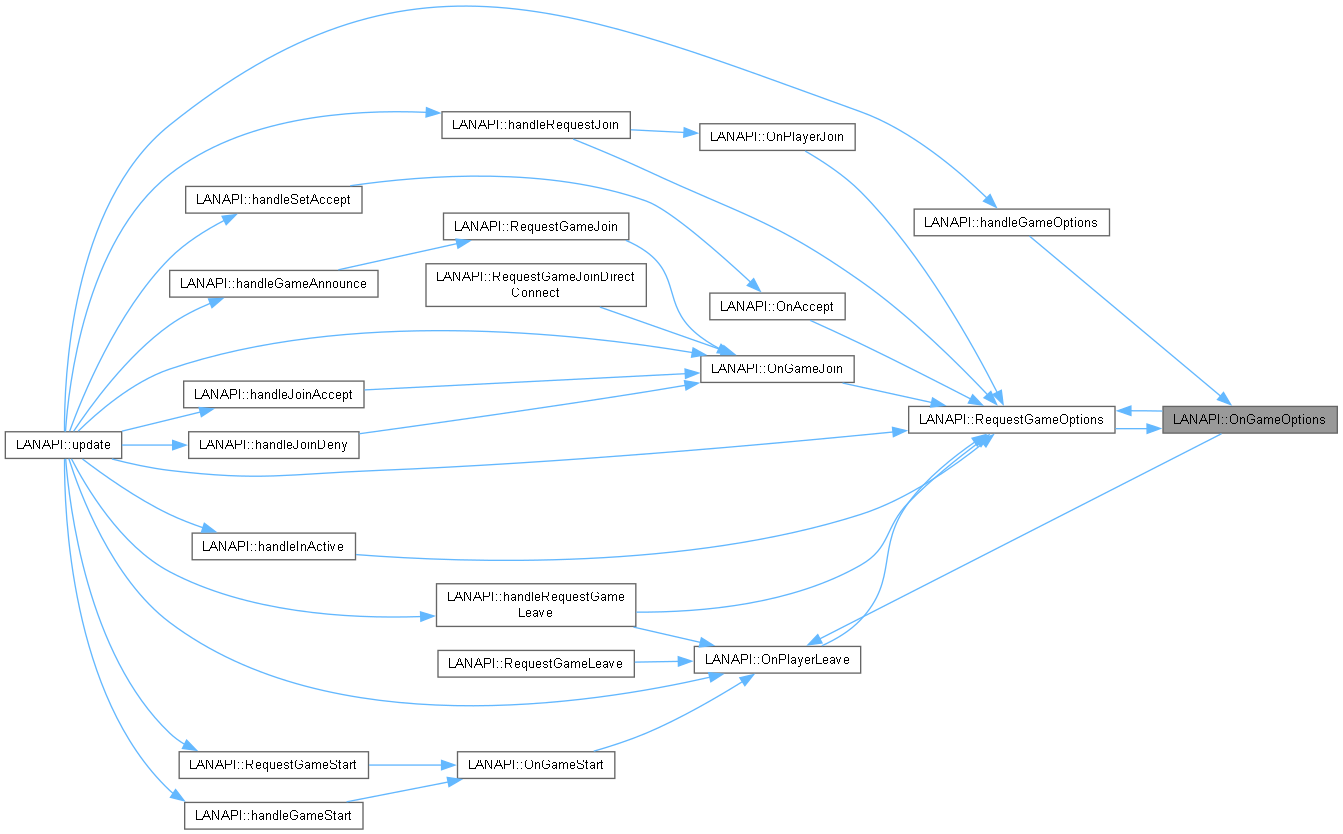 LANAPI::handleRequestJoin
LANAPI::OnPlayerJoin
LANAPI::handleSetAccept
LANAPI::RequestGameJoin
LANAPI::handleGameOptions
LANAPI::handleGameAnnounce
LANAPI::RequestGameJoinDirect
Connect
LANAPI::OnAccept
LANAPI::OnGameJoin
LANAPI::handleJoinAccept
LANAPI::RequestGameOptions
LANAPI::OnGameOptions
LANAPI::update
LANAPI::handleJoinDeny
LANAPI::handleInActive
LANAPI::handleRequestGame
Leave
LANAPI::RequestGameLeave
LANAPI::OnPlayerLeave
LANAPI::RequestGameStart
LANAPI::OnGameStart
LANAPI::handleGameStart